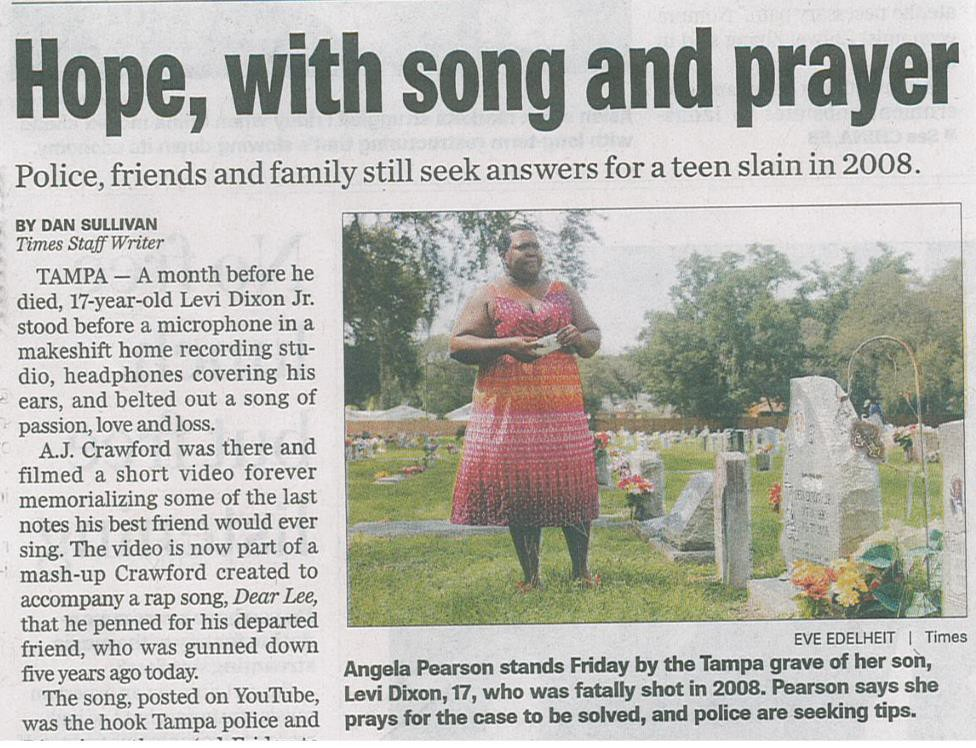 Hope, with song and prayer
Police, friends and family still seek answers for a teen slain in 2008.
BY DAN SULLIVAN
Times Staff Writer
TAMPA — A month before he
died, 17-year-old Levi Dixon Jr.
stood before a microphone in a
makeshift home recording stu-
dio, headphones covering his
ears, and belted out a song of
passion, love and loss.
A.J. Crawford was there and
filmed a short video forever
memorializing some of the last
notes his best friend would ever
sing. The video is now part of a
mash-up Crawford created to
accompany a rap song, Dear Lee,
that he penned for his departed
friend, who was gunned down
five years ago today.
The song, posted on YouTube,
was the hook Tampa police and
EVE EDELHEIT | Times
Angela Pearson stands Friday by the Tampa grave of her son,
Levi Dixon, 17, who was fatally shot in 2008. Pearson says she
prays for the case to be solved, and police are seeking tips.